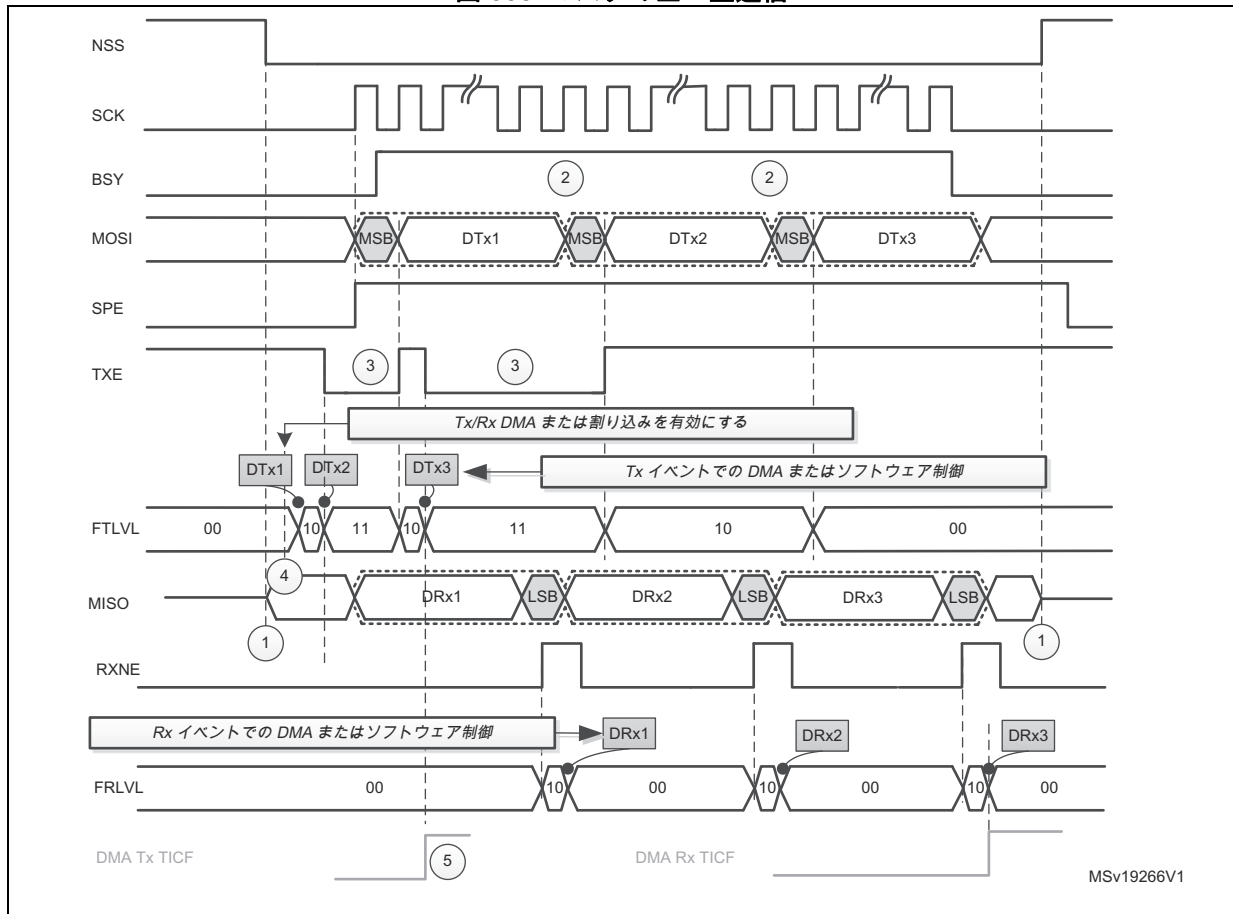 NSS
SCK
BSY
2
2
MOSI
MSB
DTx1
MSB
DTx2
MSB
DTx3
SPE
TXE
3
3
Tx/Rx DMA または割り込みを有効にする
DTx1
DTx2
DTx3
Tx イベントでの DMA またはソフトウェア制御
FTLVL
00
10
11
10
11
10
00
4
MISO
DRx1
LSB
DRx2
LSB
DRx3
LSB
1
1
RXNE
Rx イベントでの DMA またはソフトウェア制御
DRx1
DRx2
DRx3
FRLVL
00
10
00
10
00
10
00
DMA Tx TICF
5
DMA Rx TICF
MSv19266V1